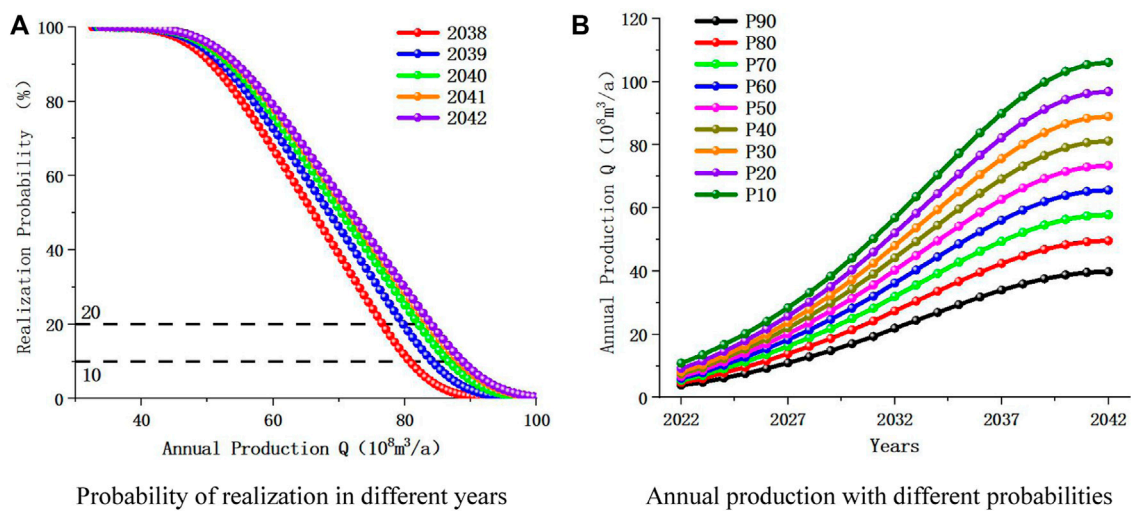 A
100
80
60
40
20
0
Realization Probability (%)
2038
2039
2040
2041
2042
20
10
40
60
80
100
Annual Production Q (10⁸m³/a)
Probability of realization in different years
B
120
100
80
60
40
20
0
Annual Production Q (10⁸m³/a)
P90
P80
P70
P60
P50
P40
P30
P20
P10
2022
2027
2032
2037
2042
Years
Annual production with different probabilities